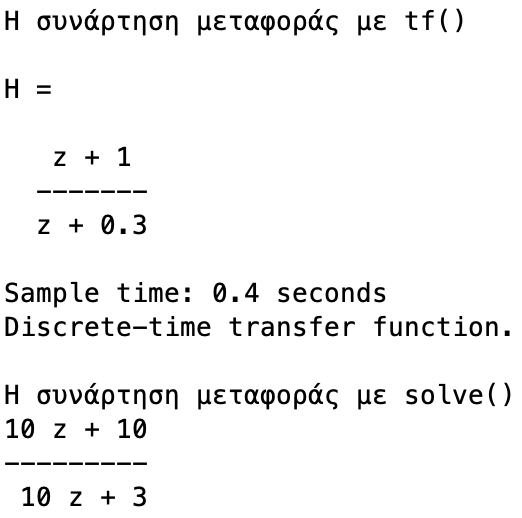 Η συνάρτηση μεταφοράς με tf()
H =
z + 1
-------
z + 0.3
Sample time: 0.4 seconds
Discrete-time transfer function.
Η συνάρτηση μεταφοράς με solve()
10 z + 10
---------
10 z + 3